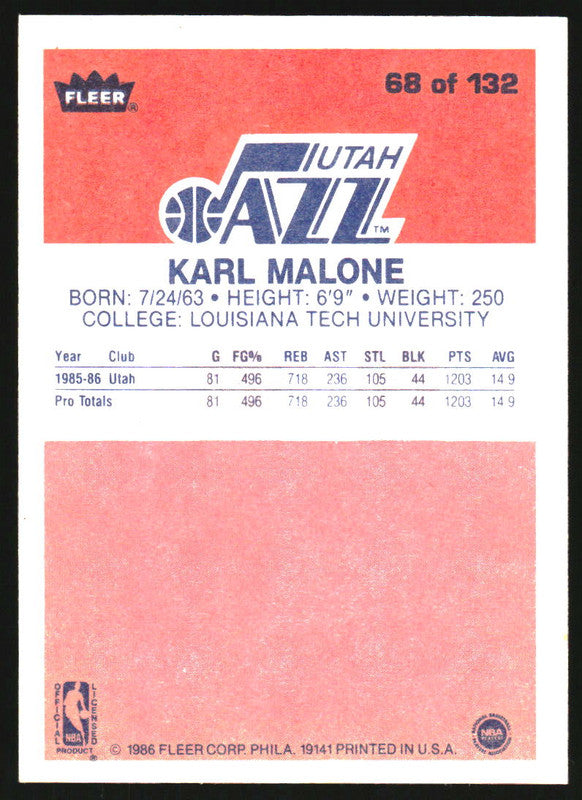 FLEER®
68 of 132
UTAH
JAZZ™
KARL MALONE
BORN: 7/24/63 • HEIGHT: 6'9" • WEIGHT: 250
COLLEGE: LOUISIANA TECH UNIVERSITY
Year Club G FG% REB AST STL BLK PTS AVG
1985-86 Utah 81 496 718 236 105 44 1203 14.9
Pro Totals 81 496 718 236 105 44 1203 14.9
OFFICIAL LICENSED
NBA
PRODUCT®
NBA PLAYERS
© 1986 FLEER CORP. PHILA. 19141 PRINTED IN U.S.A.